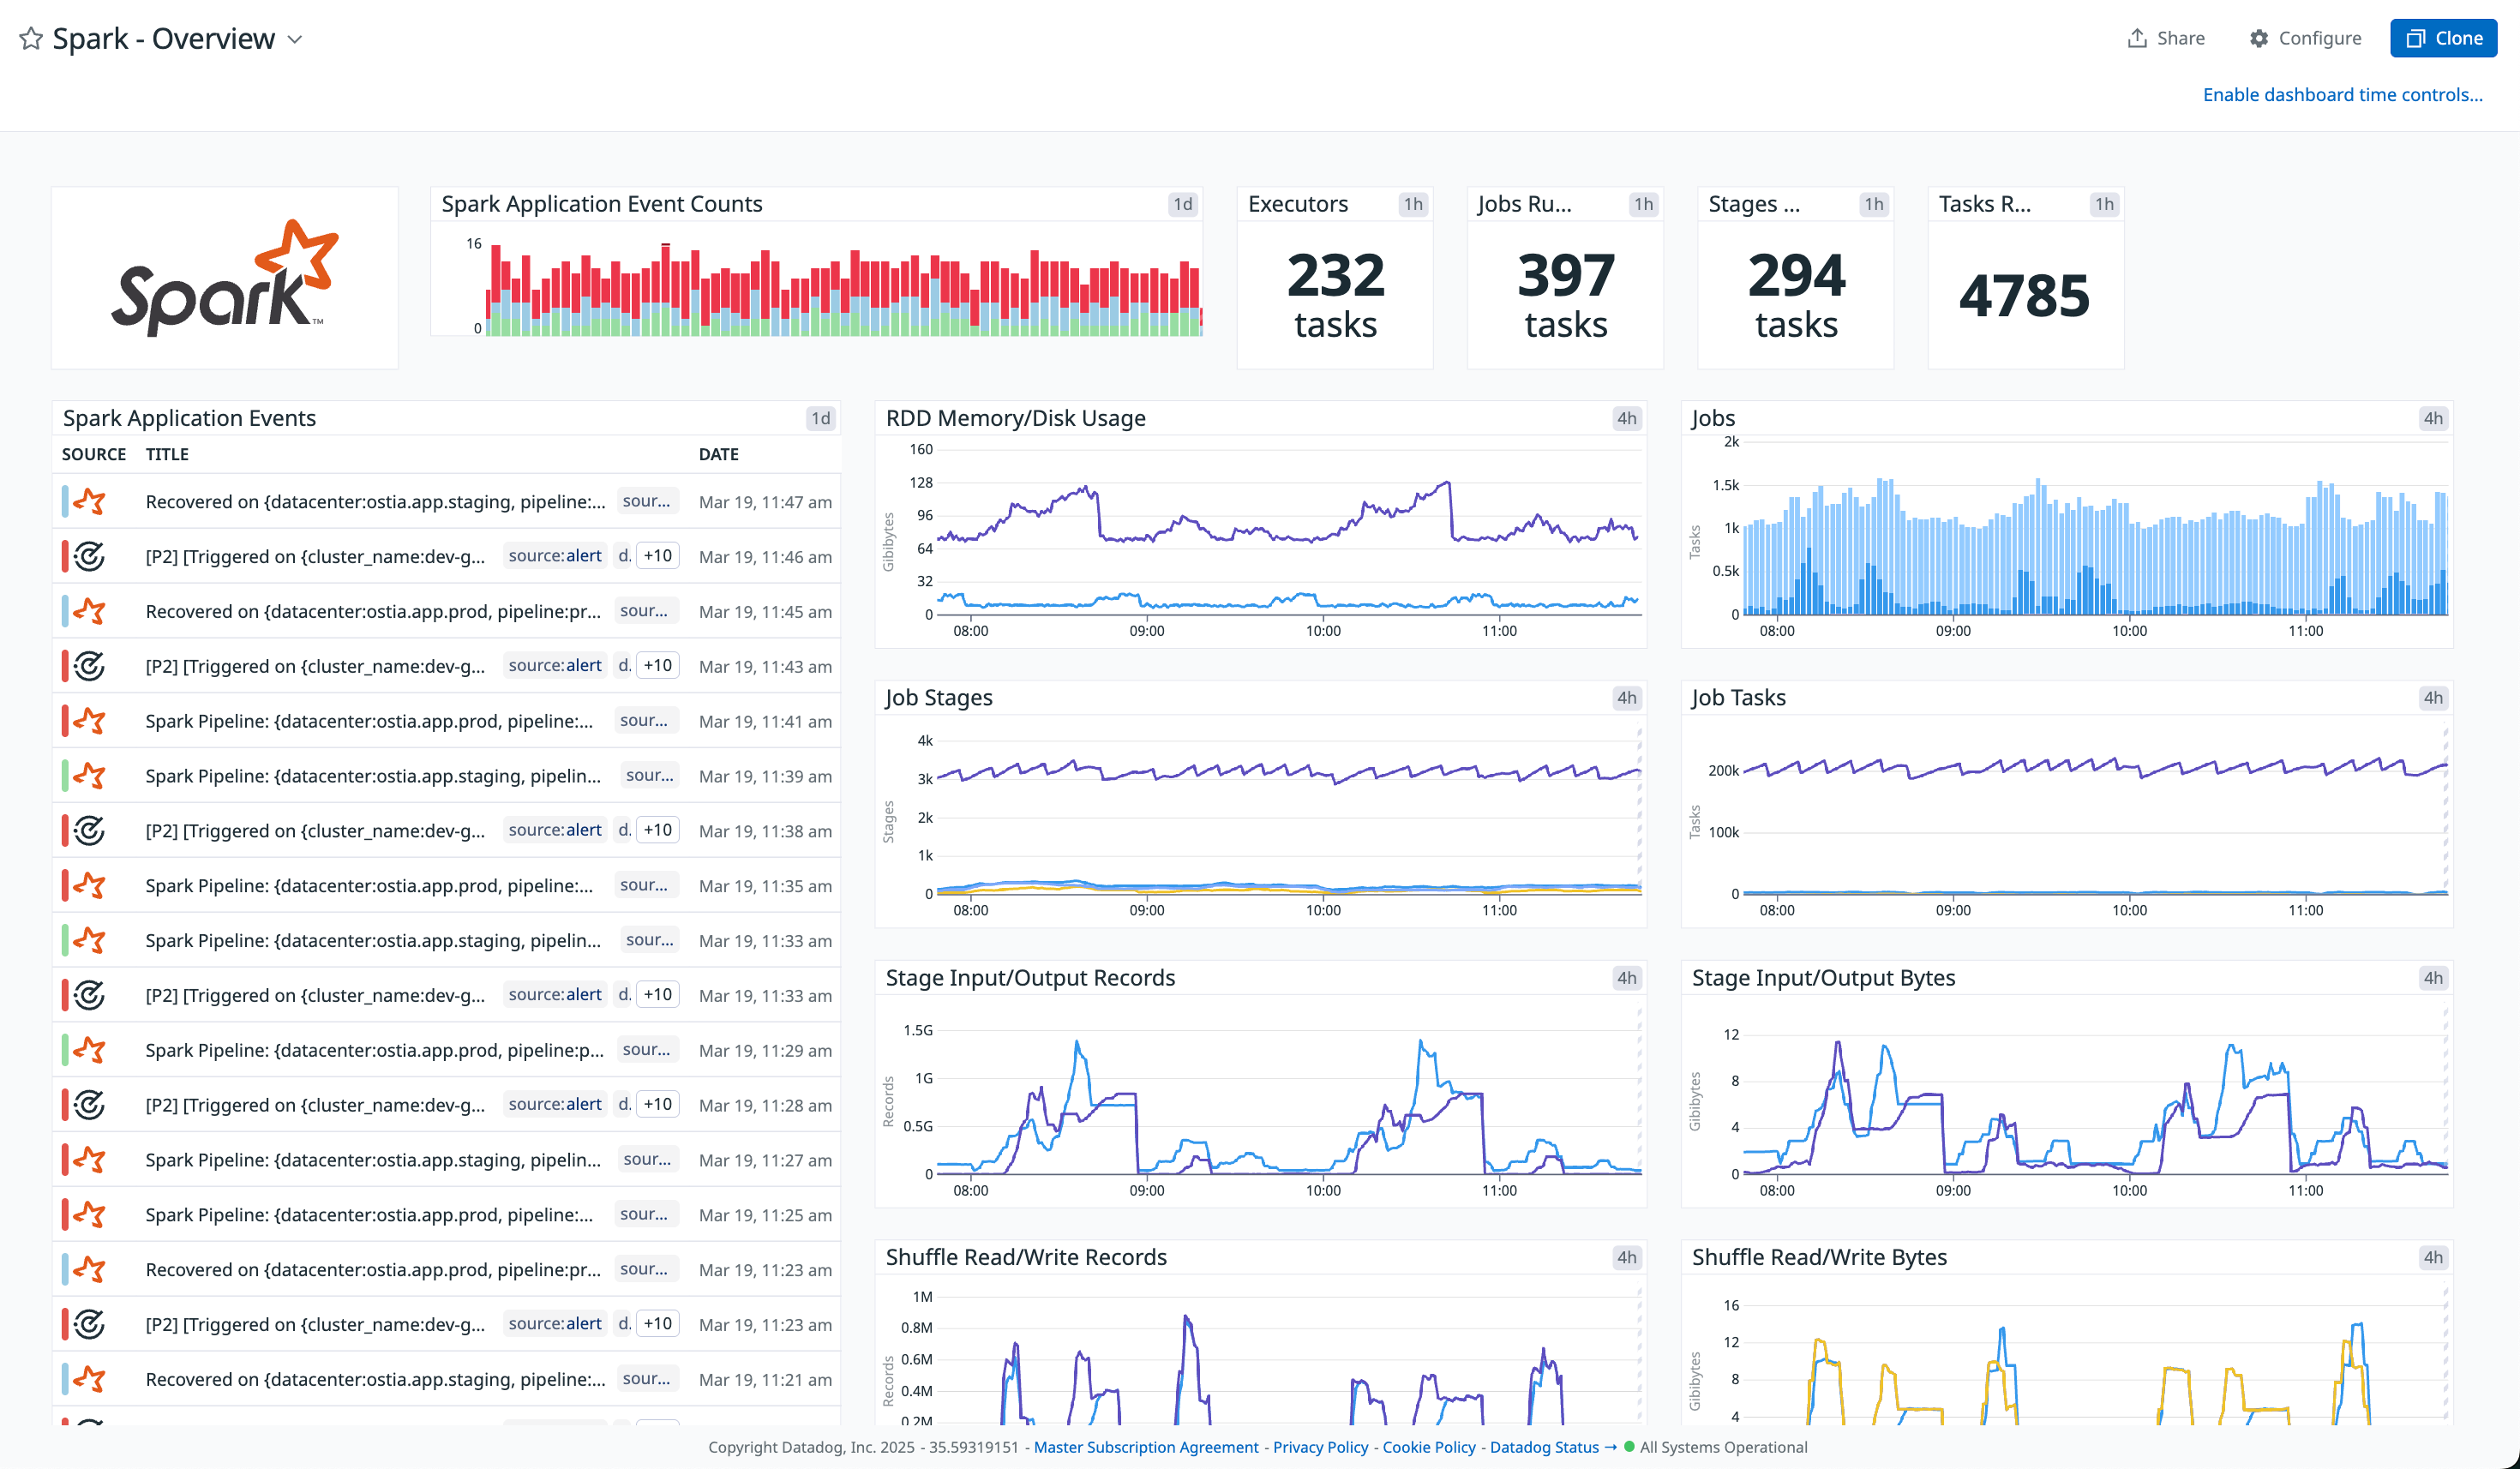 Spark - Overview
Share
Configure
Clone
Enable dashboard time controls...
Spark™
Spark Application Event Counts 1d
16
0
Executors 1h
232
tasks
Jobs Ru... 1h
397
tasks
Stages ... 1h
294
tasks
Tasks R... 1h
4785
Spark Application Events 1d
SOURCE TITLE DATE
Recovered on {datacenter:ostia.app.staging, pipeline:... sour... Mar 19, 11:47 am
[P2] [Triggered on {cluster_name:dev-g... source:alert d. +10 Mar 19, 11:46 am
Recovered on {datacenter:ostia.app.prod, pipeline:pr... sour... Mar 19, 11:45 am
[P2] [Triggered on {cluster_name:dev-g... source:alert d. +10 Mar 19, 11:43 am
Spark Pipeline: {datacenter:ostia.app.prod, pipeline:... sour... Mar 19, 11:41 am
Spark Pipeline: {datacenter:ostia.app.staging, pipelin... sour... Mar 19, 11:39 am
[P2] [Triggered on {cluster_name:dev-g... source:alert d. +10 Mar 19, 11:38 am
Spark Pipeline: {datacenter:ostia.app.prod, pipeline:... sour... Mar 19, 11:35 am
Spark Pipeline: {datacenter:ostia.app.staging, pipelin... sour... Mar 19, 11:33 am
[P2] [Triggered on {cluster_name:dev-g... source:alert d. +10 Mar 19, 11:33 am
Spark Pipeline: {datacenter:ostia.app.prod, pipeline:p... sour... Mar 19, 11:29 am
[P2] [Triggered on {cluster_name:dev-g... source:alert d. +10 Mar 19, 11:28 am
Spark Pipeline: {datacenter:ostia.app.staging, pipelin... sour... Mar 19, 11:27 am
Spark Pipeline: {datacenter:ostia.app.prod, pipeline:... sour... Mar 19, 11:25 am
Recovered on {datacenter:ostia.app.prod, pipeline:pr... sour... Mar 19, 11:23 am
[P2] [Triggered on {cluster_name:dev-g... source:alert d. +10 Mar 19, 11:23 am
Recovered on {datacenter:ostia.app.staging, pipeline:... sour... Mar 19, 11:21 am
RDD Memory/Disk Usage 4h
Gibibytes
160
128
96
64
32
0
08:00 09:00 10:00 11:00
Jobs 4h
Tasks
2k
1.5k
1k
0.5k
0
08:00 09:00 10:00 11:00
Job Stages 4h
Stages
4k
3k
2k
1k
0
08:00 09:00 10:00 11:00
Job Tasks 4h
Tasks
200k
100k
0
08:00 09:00 10:00 11:00
Stage Input/Output Records 4h
Records
1.5G
1G
0.5G
0
08:00 09:00 10:00 11:00
Stage Input/Output Bytes 4h
Gibibytes
12
8
4
0
08:00 09:00 10:00 11:00
Shuffle Read/Write Records 4h
Records
1M
0.8M
0.6M
0.4M
0.2M
Shuffle Read/Write Bytes 4h
Gibibytes
16
12
8
4
Copyright Datadog, Inc. 2025 - 35.59319151 - Master Subscription Agreement - Privacy Policy - Cookie Policy - Datadog Status → All Systems Operational